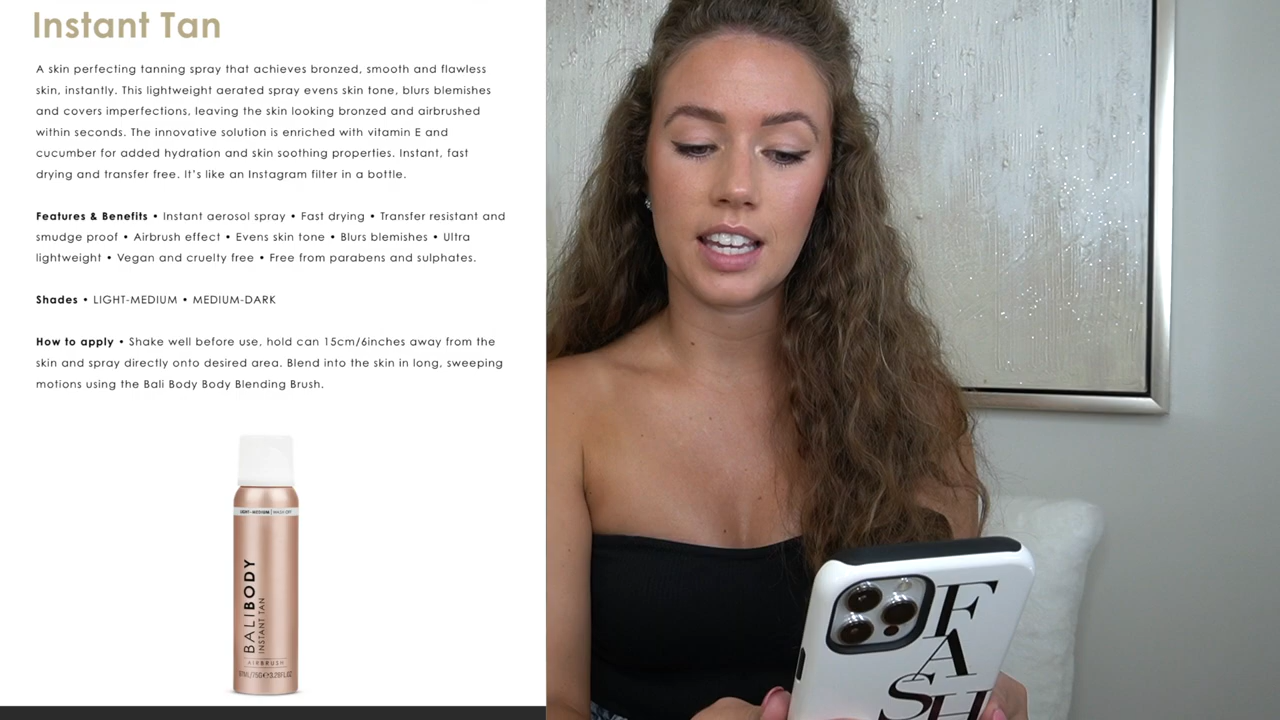 Instant Tan
A skin perfecting tanning spray that achieves bronzed, smooth and flawless
skin, instantly. This lightweight aerated spray evens skin tone, blurs blemishes
and covers imperfections, leaving the skin looking bronzed and airbrushed
within seconds. The innovative solution is enriched with vitamin E and
cucumber for added hydration and skin soothing properties. Instant, fast
drying and transfer free. It's like an Instagram filter in a bottle.
Features & Benefits • Instant aerosol spray • Fast drying • Transfer resistant and
smudge proof • Airbrush effect • Evens skin tone • Blurs blemishes • Ultra
lightweight • Vegan and cruelty free • Free from parabens and sulphates.
Shades • LIGHT-MEDIUM • MEDIUM-DARK
How to apply • Shake well before use, hold can 15cm/6inches away from the
skin and spray directly onto desired area. Blend into the skin in long, sweeping
motions using the Bali Body Body Blending Brush.
LIGHT-MEDIUM | WASH OFF
BALIBODY
INSTANT TAN
AIRBRUSH
F
A
SH